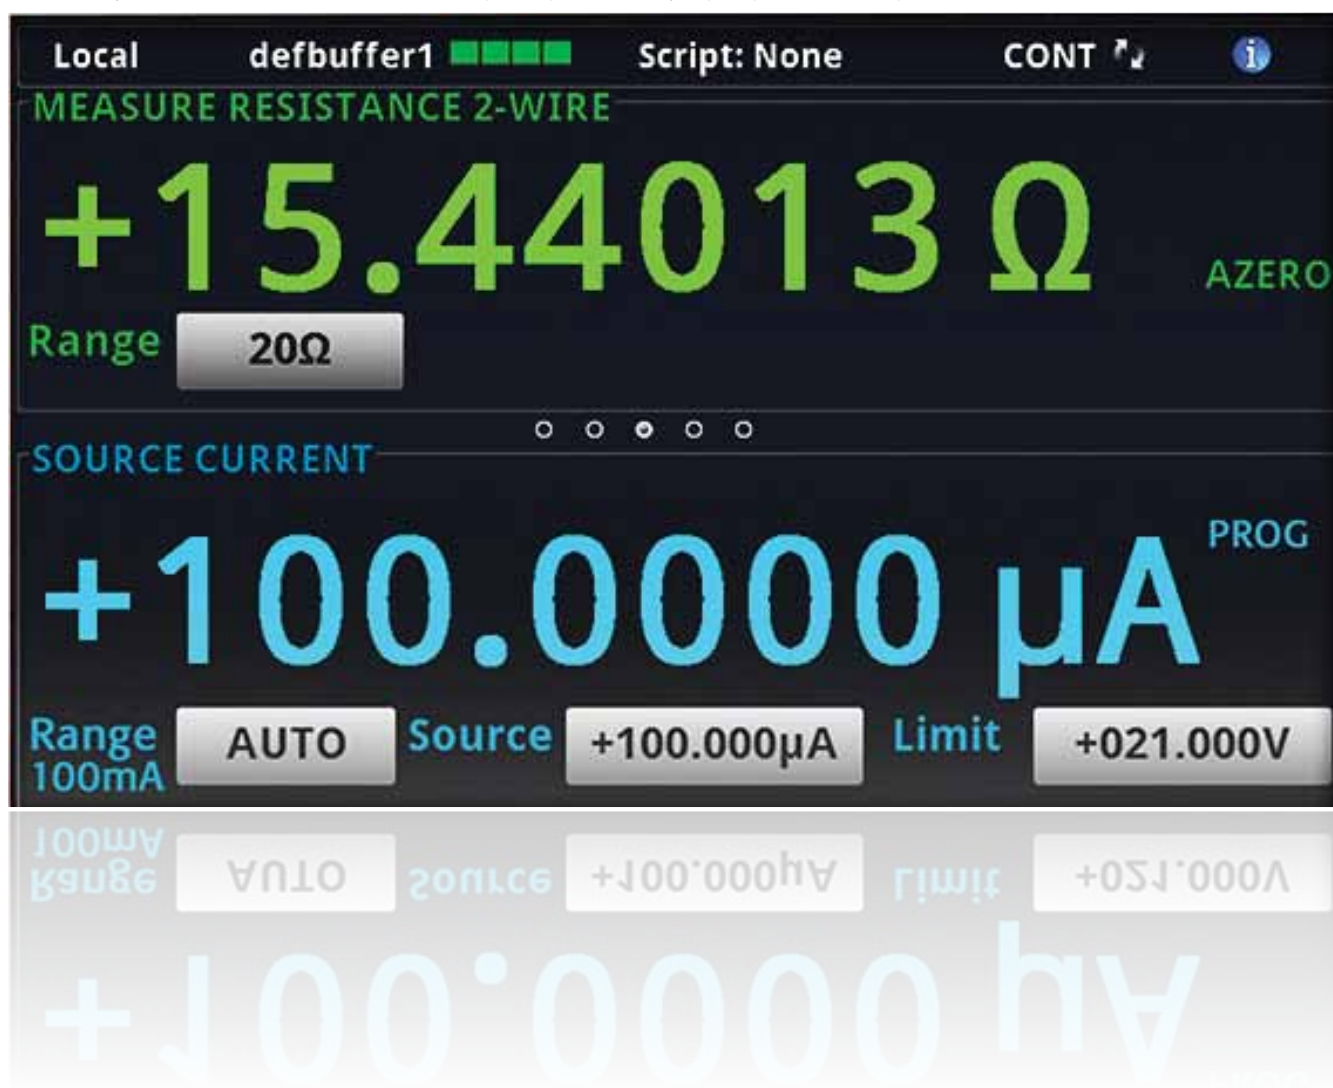 Local defbuffer1 Script: None CONT i
MEASURE RESISTANCE 2-WIRE
+15.44013 Ω
AZERO
Range 20Ω
SOURCE CURRENT
+100.0000 µA PROG
Range 100mA AUTO Source +100.000µA Limit +021.000V